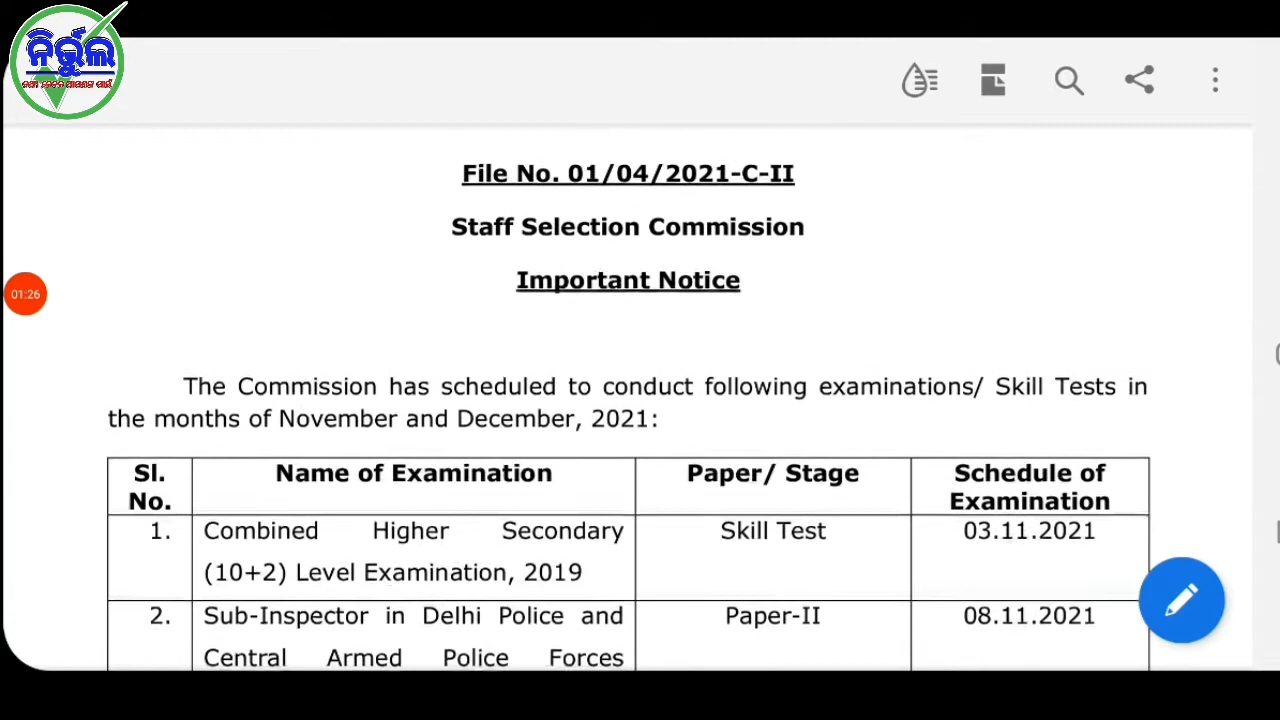 ନିର୍ଭୁଲ
01:26
File No. 01/04/2021-C-II
Staff Selection Commission
Important Notice
The Commission has scheduled to conduct following examinations/ Skill Tests in
the months of November and December, 2021:
Sl. No. Name of Examination Paper/ Stage Schedule of Examination
1. Combined Higher Secondary Skill Test 03.11.2021
(10+2) Level Examination, 2019
2. Sub-Inspector in Delhi Police and Paper-II 08.11.2021
Central Armed Police Forces